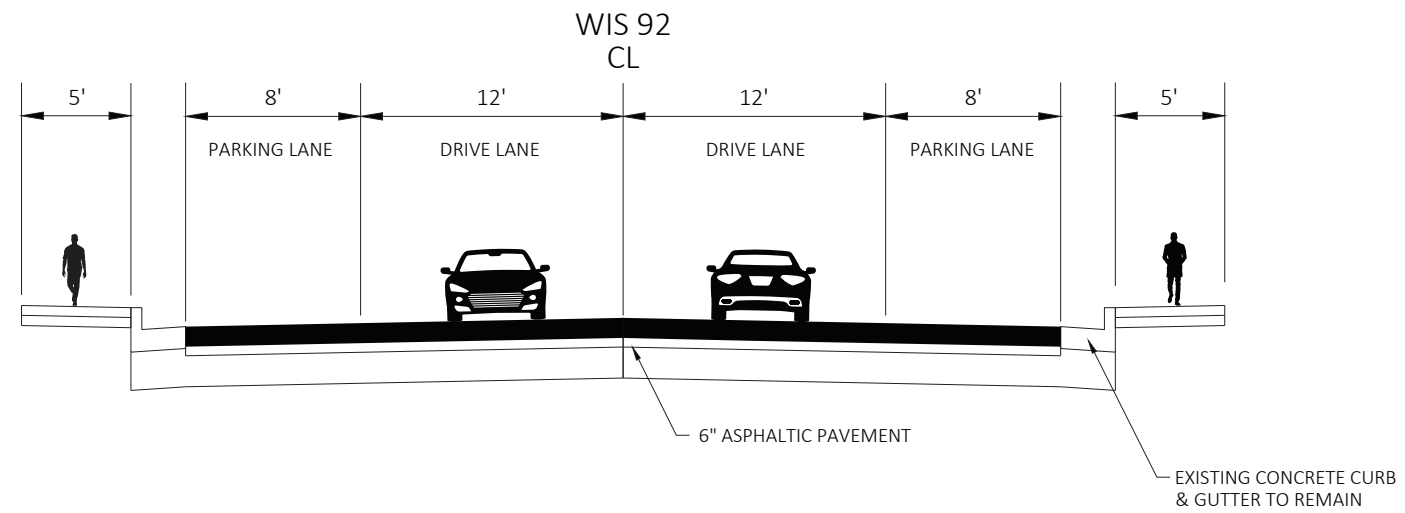 WIS 92
CL
5'
8'
12'
12'
8'
5'
PARKING LANE
DRIVE LANE
DRIVE LANE
PARKING LANE
6" ASPHALTIC PAVEMENT
EXISTING CONCRETE CURB
& GUTTER TO REMAIN